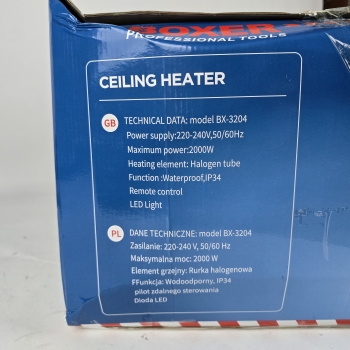 BOXER
PROFESSIONAL TOOLS
CEILING HEATER
GB
TECHNICAL DATA: model BX-3204
Power supply:220-240V,50/60Hz
Maximum power:2000W
Heating element: Halogen tube
Function :Waterproof,IP34
Remote control
LED Light
PL
DANE TECHNICZNE: model BX-3204
Zasilanie: 220-240 V, 50/60 Hz
Maksymalna moc: 2000 W
Element grzejny: Rurka halogenowa
FFunkcja: Wodoodporny, IP34
pilot zdalnego sterowania
Dioda LED